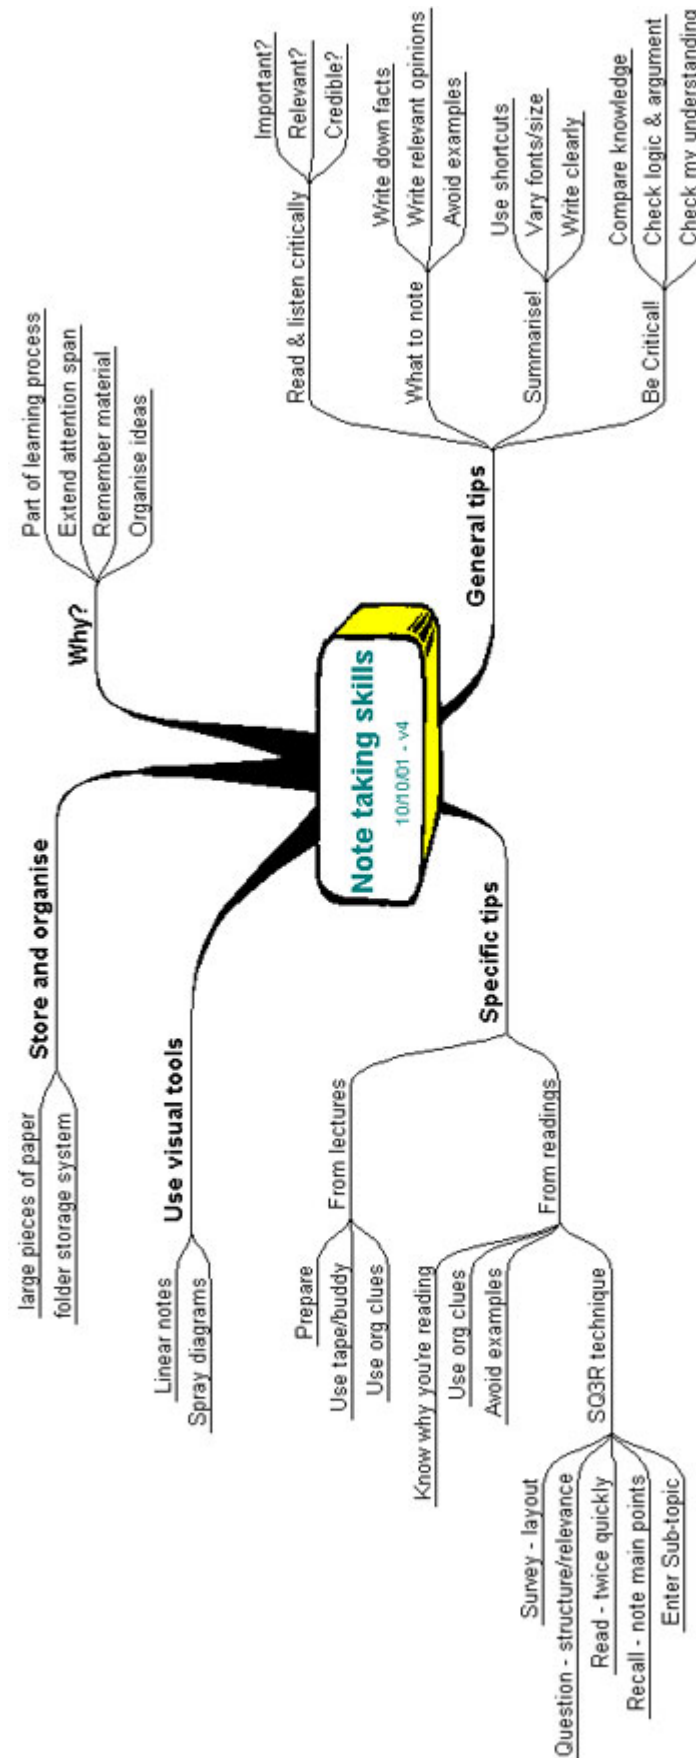 Note taking skills
10/10/01 - v4
Why?
Part of learning process
Extend attention span
Remember material
Organise ideas
General tips
Read & listen critically
Important?
Relevant?
Credible?
What to note
Write down facts
Write relevant opinions
Avoid examples
Summarise!
Use shortcuts
Vary fonts/size
Write clearly
Be Critical!
Compare knowledge
Check logic & argument
Check my understanding
Specific tips
From lectures
Prepare
Use tape/buddy
Use org clues
From readings
Know why you're reading
Use org clues
Avoid examples
SQ3R technique
Survey - layout
Question - structure/relevance
Read - twice quickly
Recall - note main points
Enter Sub-topic
Use visual tools
Linear notes
Spray diagrams
Store and organise
large pieces of paper
folder storage system